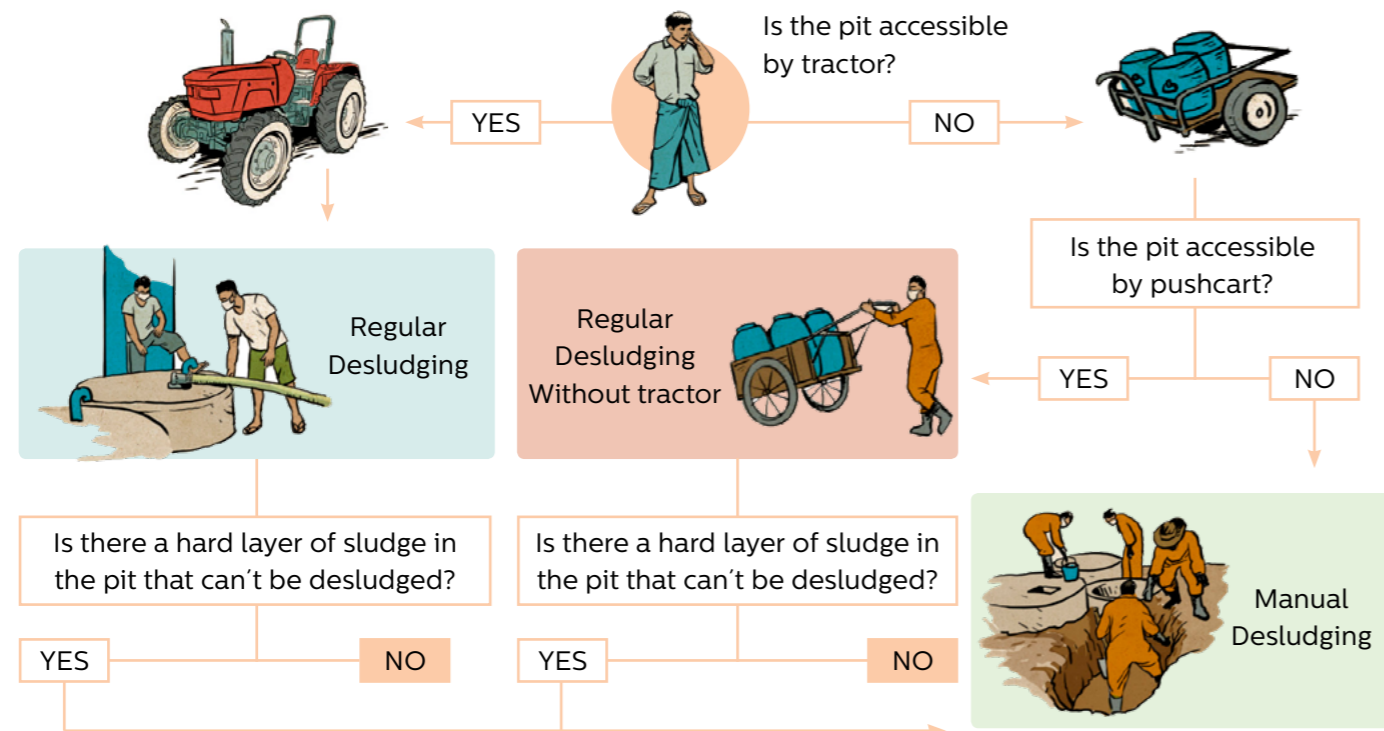 Is the pit accessible
by tractor?
YES
NO
Is the pit accessible
by pushcart?
YES
NO
Regular
Desludging
Regular
Desludging
Without tractor
Is there a hard layer of sludge in
the pit that can´t be desludged?
Is there a hard layer of sludge in
the pit that can´t be desludged?
YES
NO
YES
NO
Manual
Desludging